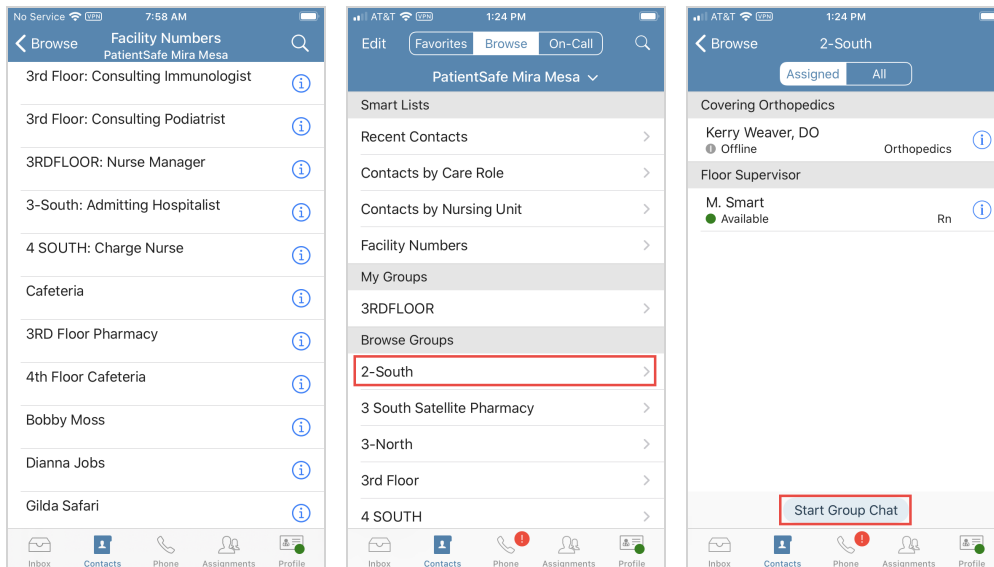 No Service VPN 7:58 AM
Browse Facility Numbers
PatientSafe Mira Mesa
3rd Floor: Consulting Immunologist
3rd Floor: Consulting Podiatrist
3RDFLOOR: Nurse Manager
3-South: Admitting Hospitalist
4 SOUTH: Charge Nurse
Cafeteria
3RD Floor Pharmacy
4th Floor Cafeteria
Bobby Moss
Dianna Jobs
Gilda Safari
Inbox Contacts Phone Assignments Profile
AT&T VPN 1:24 PM
Edit Favorites Browse On-Call
PatientSafe Mira Mesa
Smart Lists
Recent Contacts
Contacts by Care Role
Contacts by Nursing Unit
Facility Numbers
My Groups
3RDFLOOR
Browse Groups
2-South
3 South Satellite Pharmacy
3-North
3rd Floor
4 SOUTH
Inbox Contacts Phone Assignments Profile
AT&T VPN 1:24 PM
Browse 2-South
Assigned All
Covering Orthopedics
Kerry Weaver, DO
Offline Orthopedics
Floor Supervisor
M. Smart
Available Rn
Start Group Chat
Inbox Contacts Phone Assignments Profile